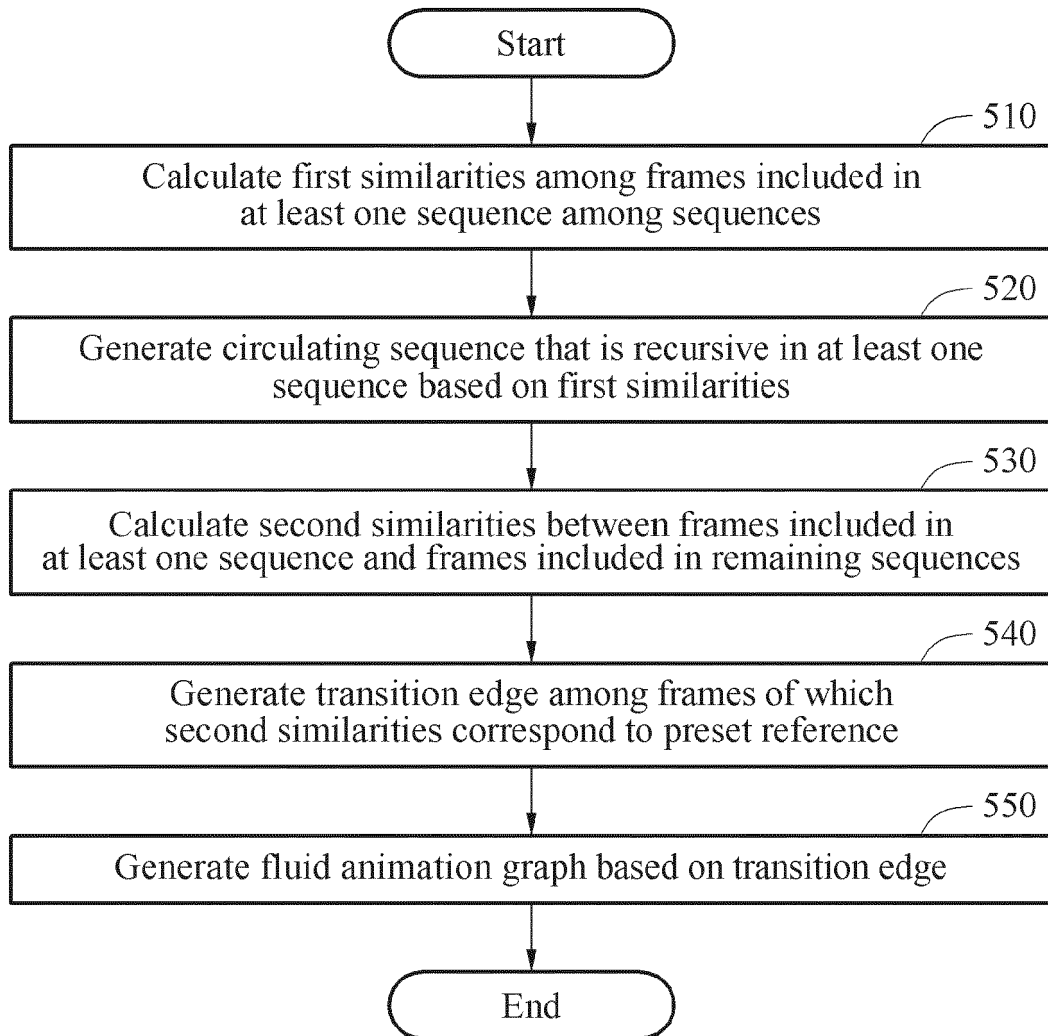 Start
510
Calculate first similarities among frames included in
at least one sequence among sequences
520
Generate circulating sequence that is recursive in at least one
sequence based on first similarities
530
Calculate second similarities between frames included in
at least one sequence and frames included in remaining sequences
540
Generate transition edge among frames of which
second similarities correspond to preset reference
550
Generate fluid animation graph based on transition edge
End